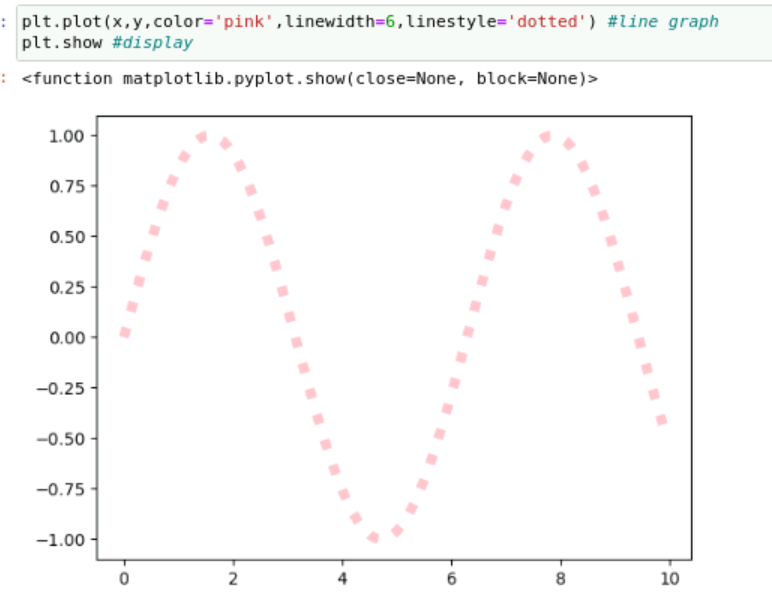 : plt.plot(x,y,color='pink',linewidth=6,linestyle='dotted') #line graph
plt.show #display
: <function matplotlib.pyplot.show(close=None, block=None)>
1.00
0.75
0.50
0.25
0.00
−0.25
−0.50
−0.75
−1.00
0 2 4 6 8 10